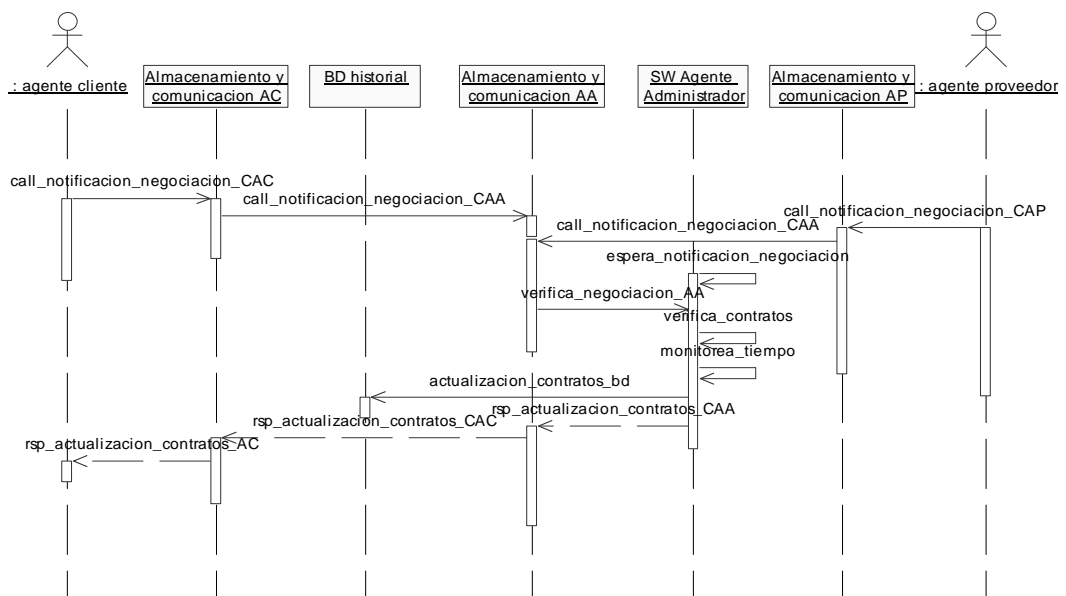 : agente cliente
Almacenamiento y
comunicacion AC
BD historial
Almacenamiento y
comunicacion AA
SW Agente
Administrador
Almacenamiento y
comunicacion AP
: agente proveedor
call_notificacion_negociacion_CAC
call_notificacion_negociacion_CAA
call_notificacion_negociacion_CAP
call_notificacion_negociacion_CAA
espera_notificacion_negociacion
verifica_negociacion_AA
verifica_contratos
monitorea_tiempo
actualizacion_contratos_bd
rsp_actualizacion_contratos_CAA
rsp_actualizacion_contratos_CAC
rsp_actualizacion_contratos_AC